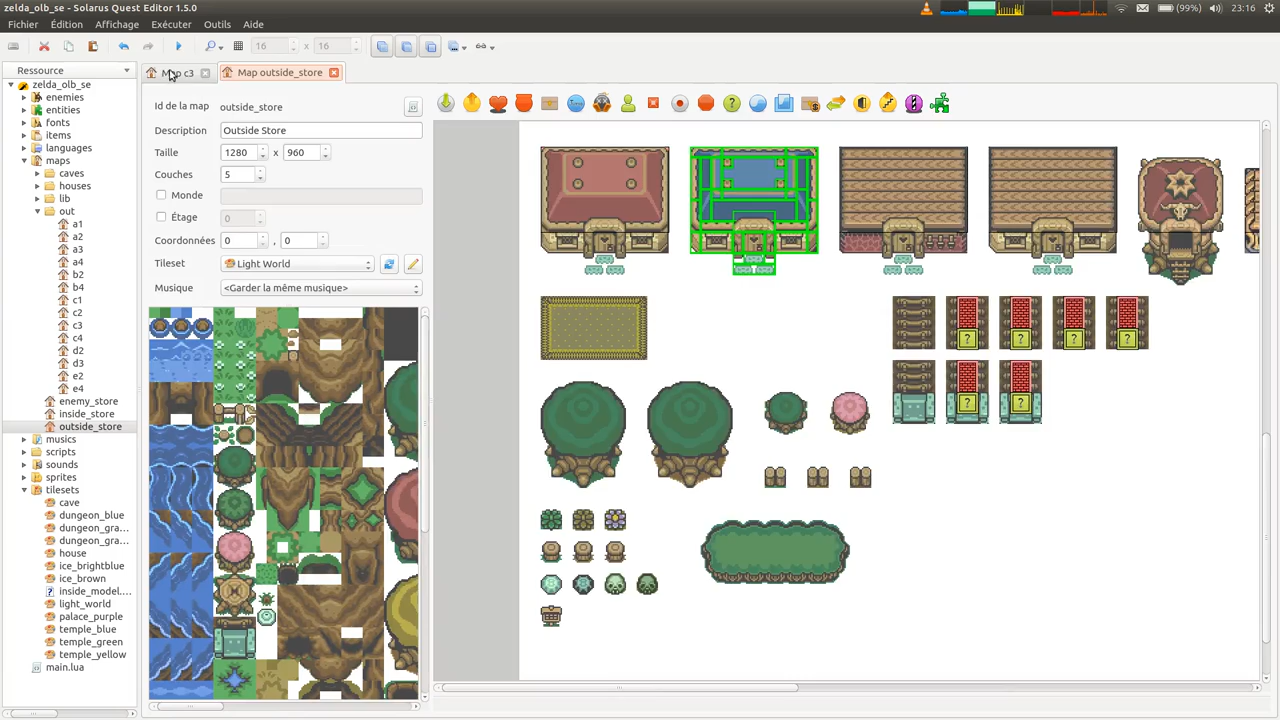 zelda_olb_se - Solarus Quest Editor 1.5.0
(99%)
23:16
Fichier Édition Affichage Exécuter Outils Aide
16 x 16
Ressource
Map c3
Map outside_store
zelda_olb_se
enemies
entities
fonts
items
languages
maps
caves
houses
lib
out
a1
a2
a3
a4
b2
b4
c1
c2
c3
c4
d2
d3
e2
e4
enemy_store
inside_store
outside_store
musics
scripts
sounds
sprites
tilesets
cave
dungeon_blue
dungeon_gra...
dungeon_gra...
house
ice_brightblue
ice_brown
inside_model....
light_world
palace_purple
temple_blue
temple_green
temple_yellow
main.lua
Id de la map outside_store
Description Outside Store
Taille 1280 x 960
Couches 5
Monde
Étage 0
Coordonnées 0 , 0
Tileset Light World
Musique <Garder la même musique>
? ? ? ?
? ?